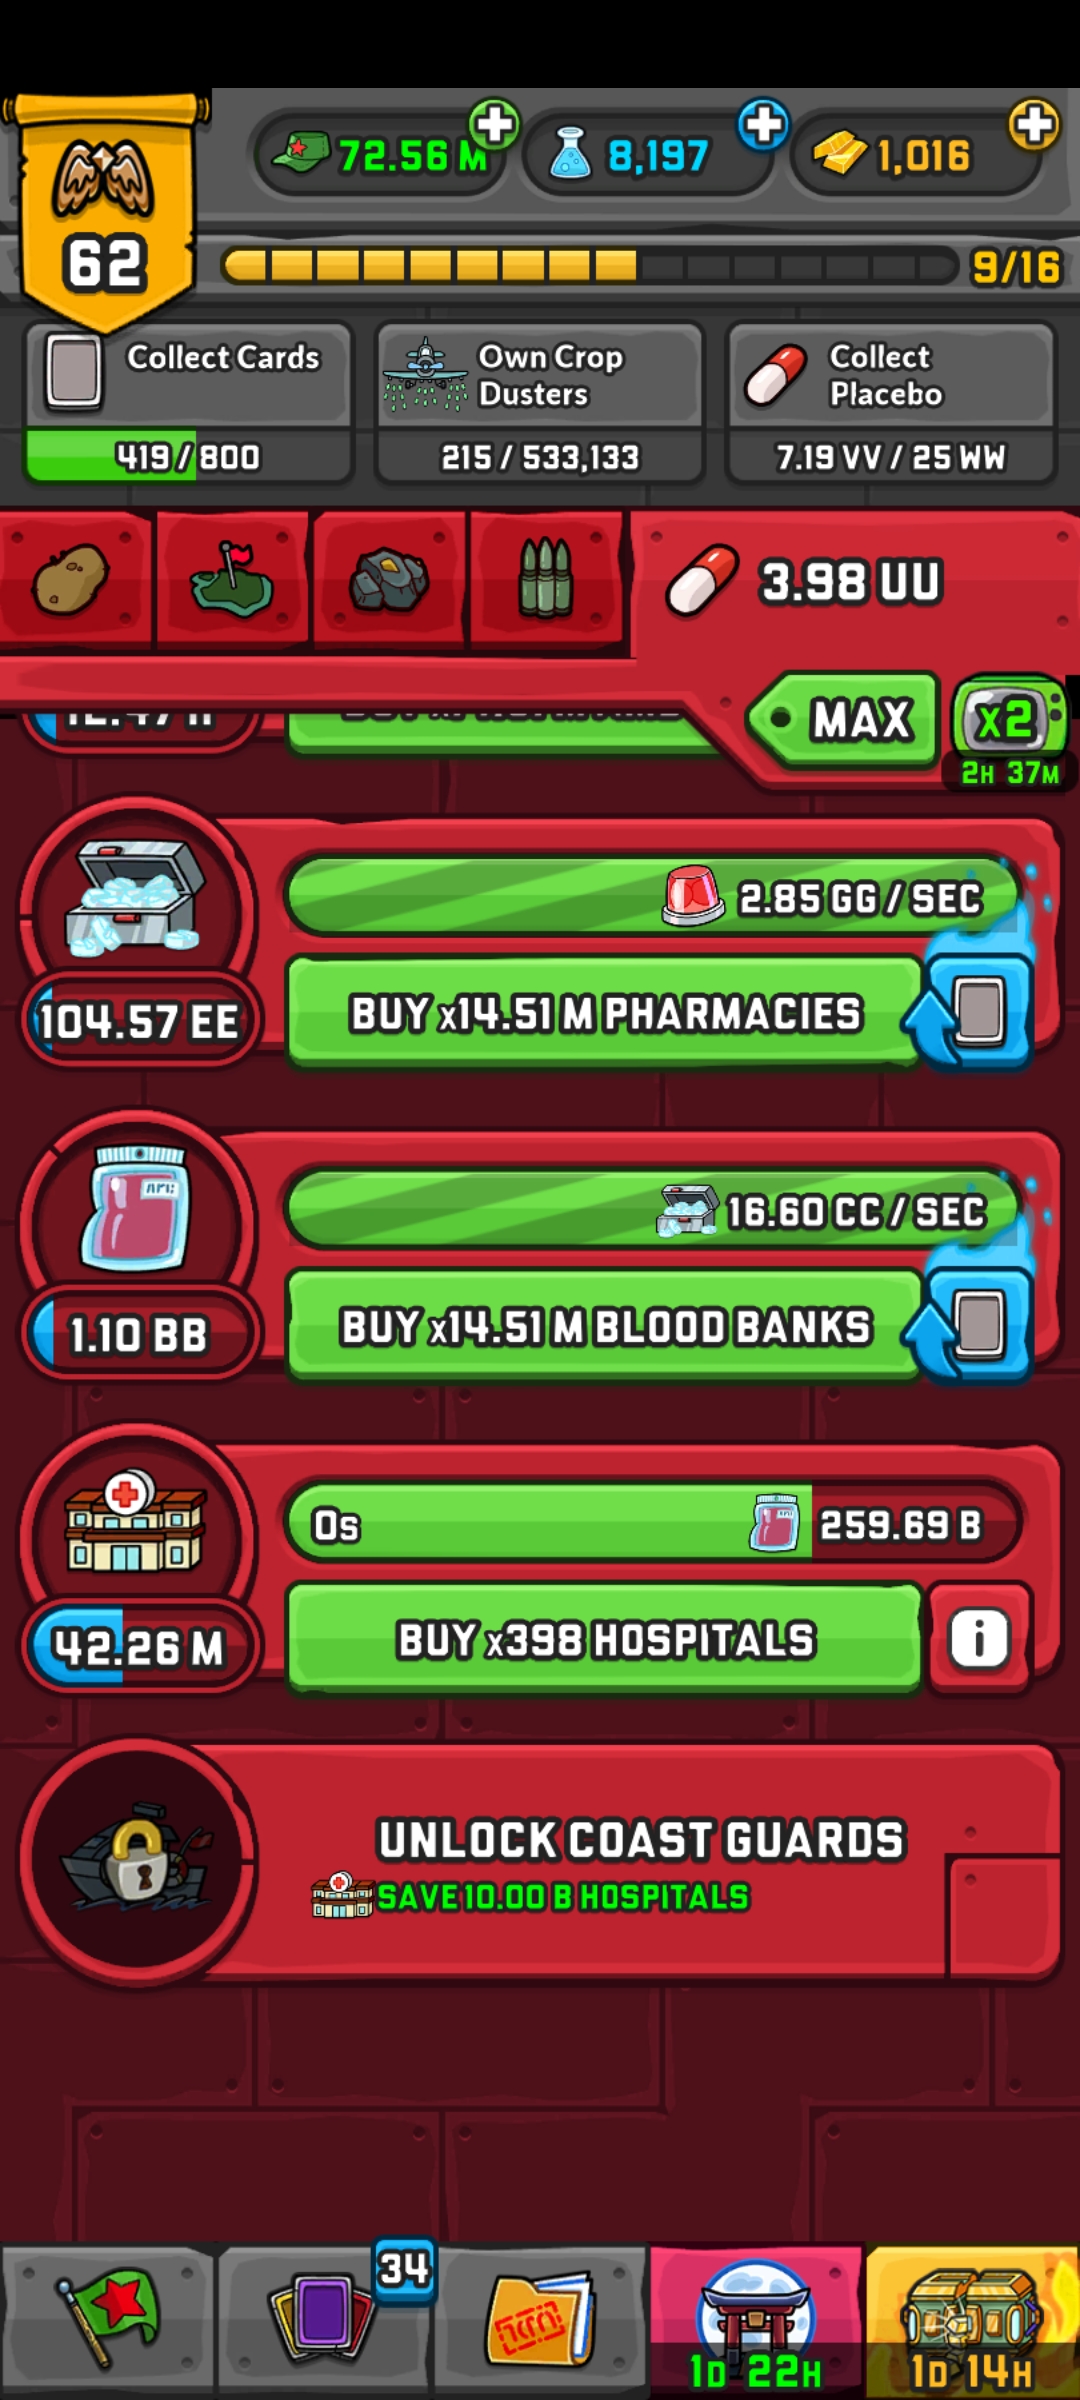 72.56 M
8,197
1,016
62
9/16
Collect Cards
419 / 800
Own Crop
Dusters
215 / 533,133
Collect
Placebo
7.19 VV / 25 WW
3.98 UU
MAX
x2
2H 37M
2.85 GG / SEC
104.57 EE
BUY x14.51 M PHARMACIES
16.60 CC / SEC
1.10 BB
BUY x14.51 M BLOOD BANKS
0s
259.69 B
42.26 M
BUY x398 HOSPITALS
i
UNLOCK COAST GUARDS
SAVE 10.00 B HOSPITALS
34
1D 22H
1D 14H